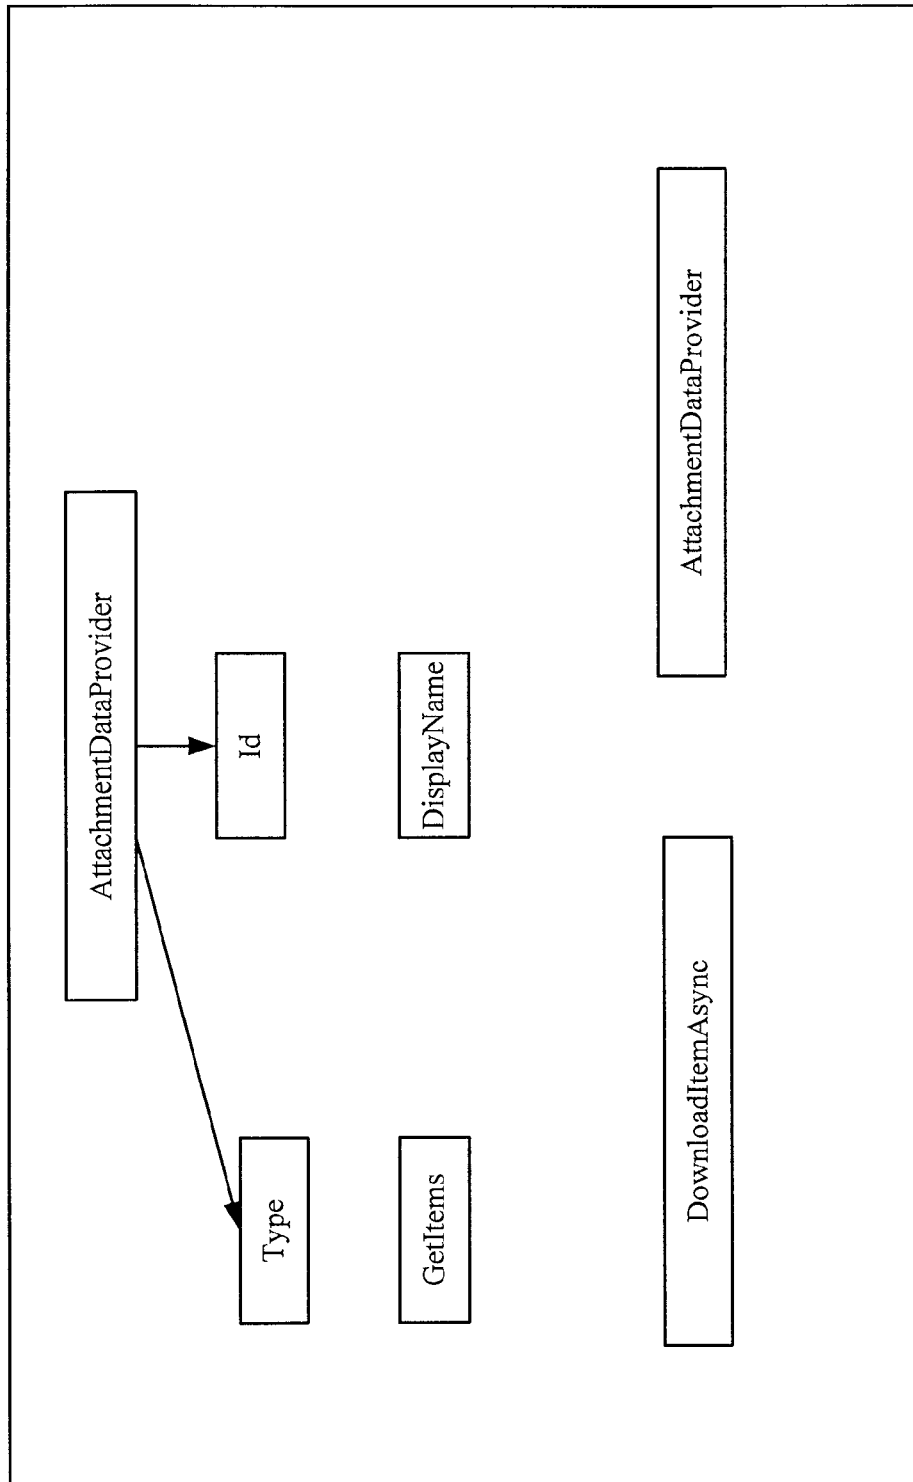 AttachmentDataProvider
Type
Id
GetItems
DisplayName
DownloadItemAsync
AttachmentDataProvider